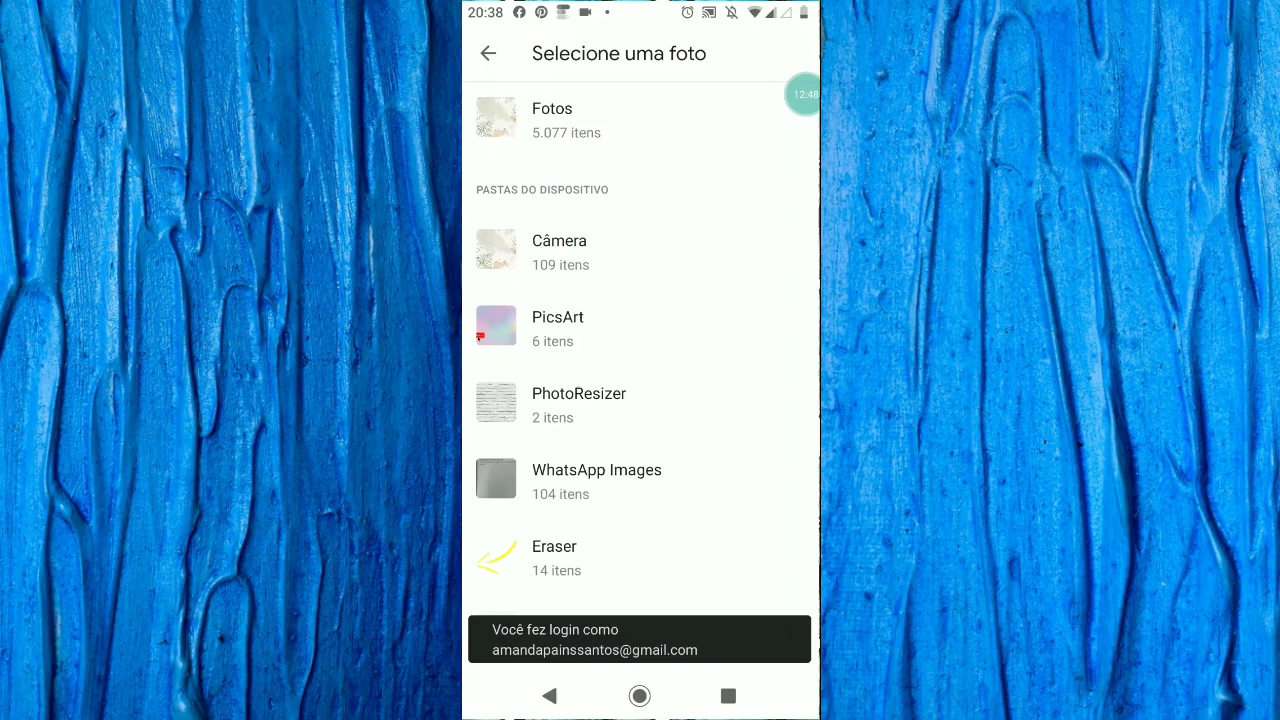 20:38
Selecione uma foto
12:48
Fotos
5.077 itens
PASTAS DO DISPOSITIVO
Câmera
109 itens
PicsArt
6 itens
PhotoResizer
2 itens
WhatsApp Images
104 itens
Eraser
14 itens
Você fez login como
amandapainssantos@gmail.com